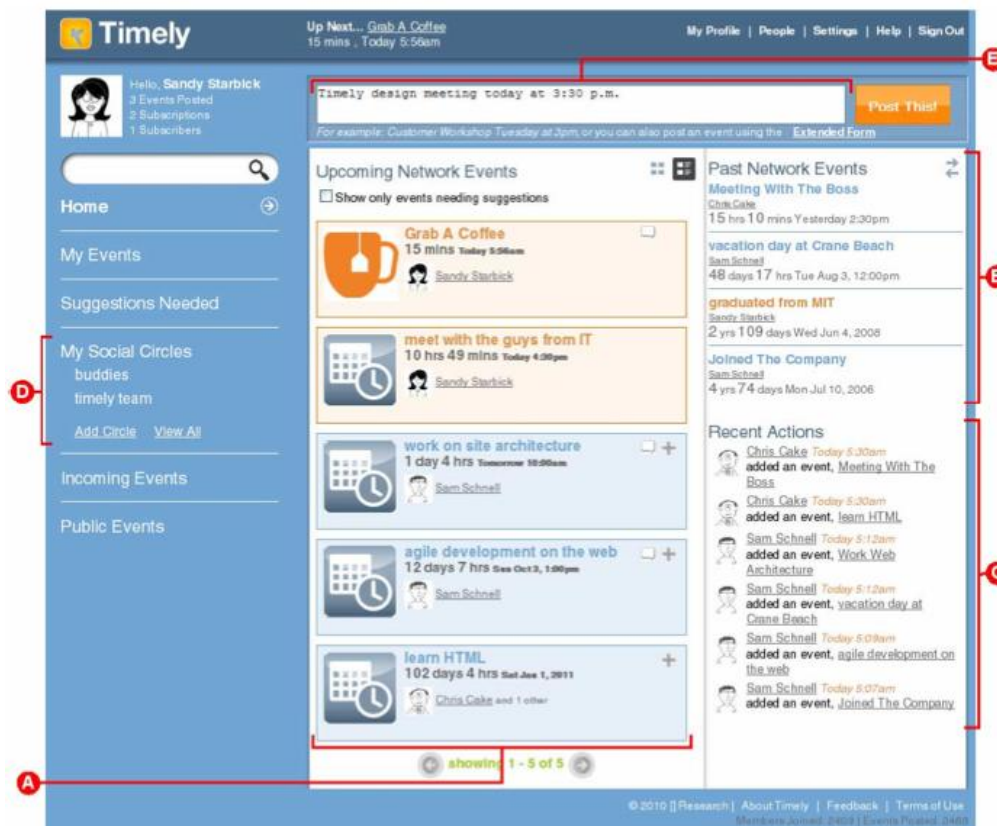 Timely
Up Next... Grab A Coffee
15 mins , Today 5:56am
My Profile | People | Settings | Help | Sign Out
E
Hello, Sandy Starbick
3 Events Posted
2 Subscriptions
1 Subscribers
Timely design meeting today at 3:30 p.m.
Post This!
For example: Customer Workshop Tuesday at 3pm, or you can also post an event using the Extended Form
Home
My Events
Suggestions Needed
D
My Social Circles
buddies
timely team
Add Circle View All
Incoming Events
Public Events
Upcoming Network Events
Show only events needing suggestions
Grab A Coffee
15 mins Today 5:56am
Sandy Starbick
meet with the guys from IT
10 hrs 49 mins Today 4:30pm
Sandy Starbick
work on site architecture
1 day 4 hrs Tomorrow 10:00am
Sam Schnell
agile development on the web
12 days 7 hrs Sun Oct 3, 1:00pm
Sam Schnell
learn HTML
102 days 4 hrs Sat Jan 1, 2011
Chris Cake and 1 other
A
showing 1 - 5 of 5
Past Network Events
Meeting With The Boss
Chris Cake
15 hrs 10 mins Yesterday 2:30pm
vacation day at Crane Beach
Sam Schnell
48 days 17 hrs Tue Aug 3, 12:00pm
B
graduated from MIT
Sandy Starbick
2 yrs 109 days Wed Jun 4, 2008
Joined The Company
Sam Schnell
4 yrs 74 days Mon Jul 10, 2006
Recent Actions
Chris Cake Today 5:30am
added an event, Meeting With The
Boss
Chris Cake Today 5:30am
added an event, learn HTML
Sam Schnell Today 5:12am
added an event, Work Web
Architecture
C
Sam Schnell Today 5:12am
added an event, vacation day at
Crane Beach
Sam Schnell Today 5:09am
added an event, agile development on
the web
Sam Schnell Today 5:07am
added an event, Joined The Company
© 2010 [] Research | About Timely | Feedback | Terms of Use
Members Joined: 2409 | Events Posted: 3468